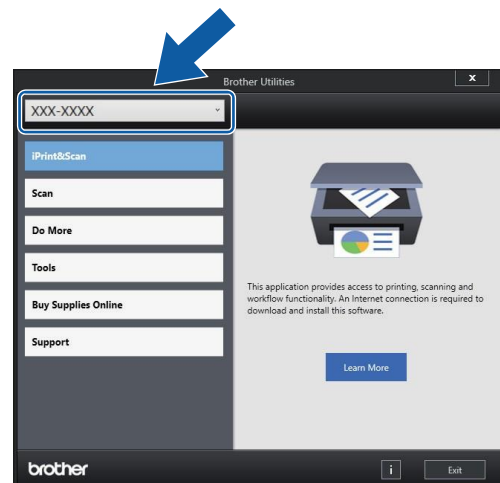 Brother Utilities
x
XXX-XXXX
iPrint&Scan
Scan
Do More
Tools
Buy Supplies Online
Support
This application provides access to printing, scanning and
workflow functionality. An Internet connection is required to
download and install this software.
Learn More
brother
i
Exit